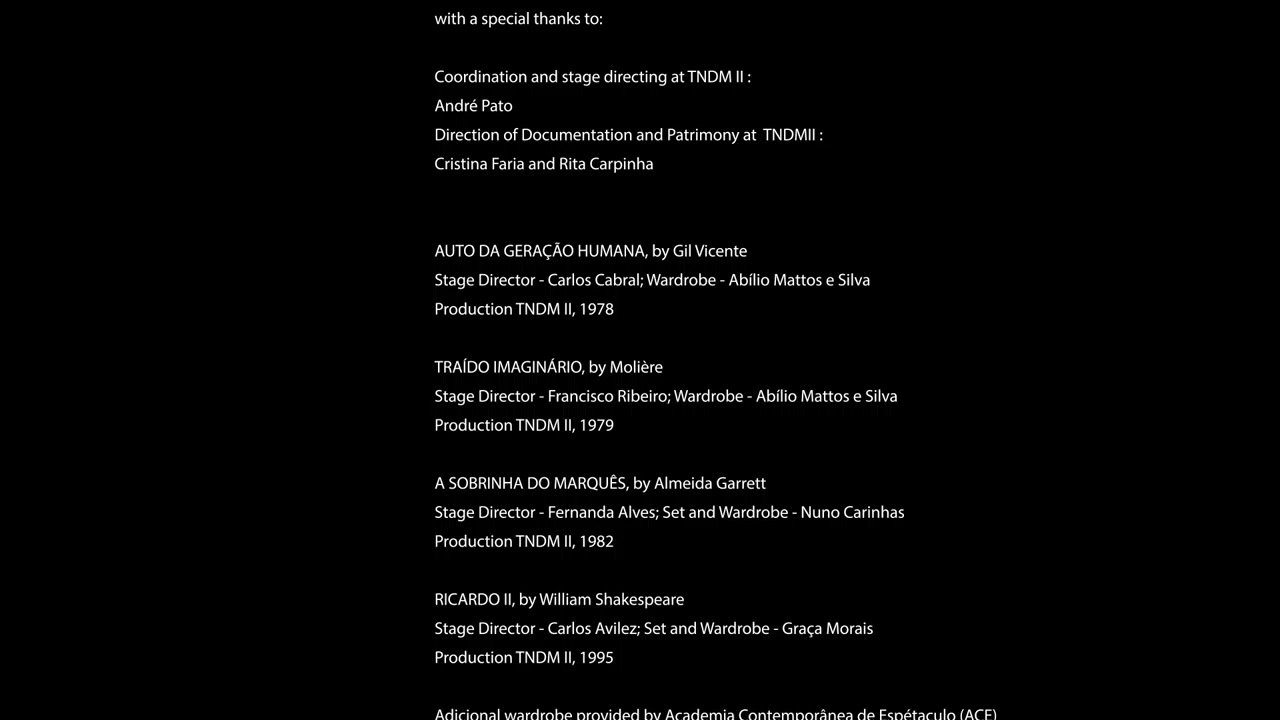 with a special thanks to:
Coordination and stage directing at TNDM II :
André Pato
Direction of Documentation and Patrimony at  TNDMII :
Cristina Faria and Rita Carpinha
AUTO DA GERAÇÃO HUMANA, by Gil Vicente
Stage Director - Carlos Cabral; Wardrobe - Abílio Mattos e Silva
Production TNDM II, 1978
TRAÍDO IMAGINÁRIO, by Molière
Stage Director - Francisco Ribeiro; Wardrobe - Abílio Mattos e Silva
Production TNDM II, 1979
A SOBRINHA DO MARQUÊS, by Almeida Garrett
Stage Director - Fernanda Alves; Set and Wardrobe - Nuno Carinhas
Production TNDM II, 1982
RICARDO II, by William Shakespeare
Stage Director - Carlos Avilez; Set and Wardrobe - Graça Morais
Production TNDM II, 1995
Adicional wardrobe provided by Academia Contemporânea de Espétaculo (ACE)